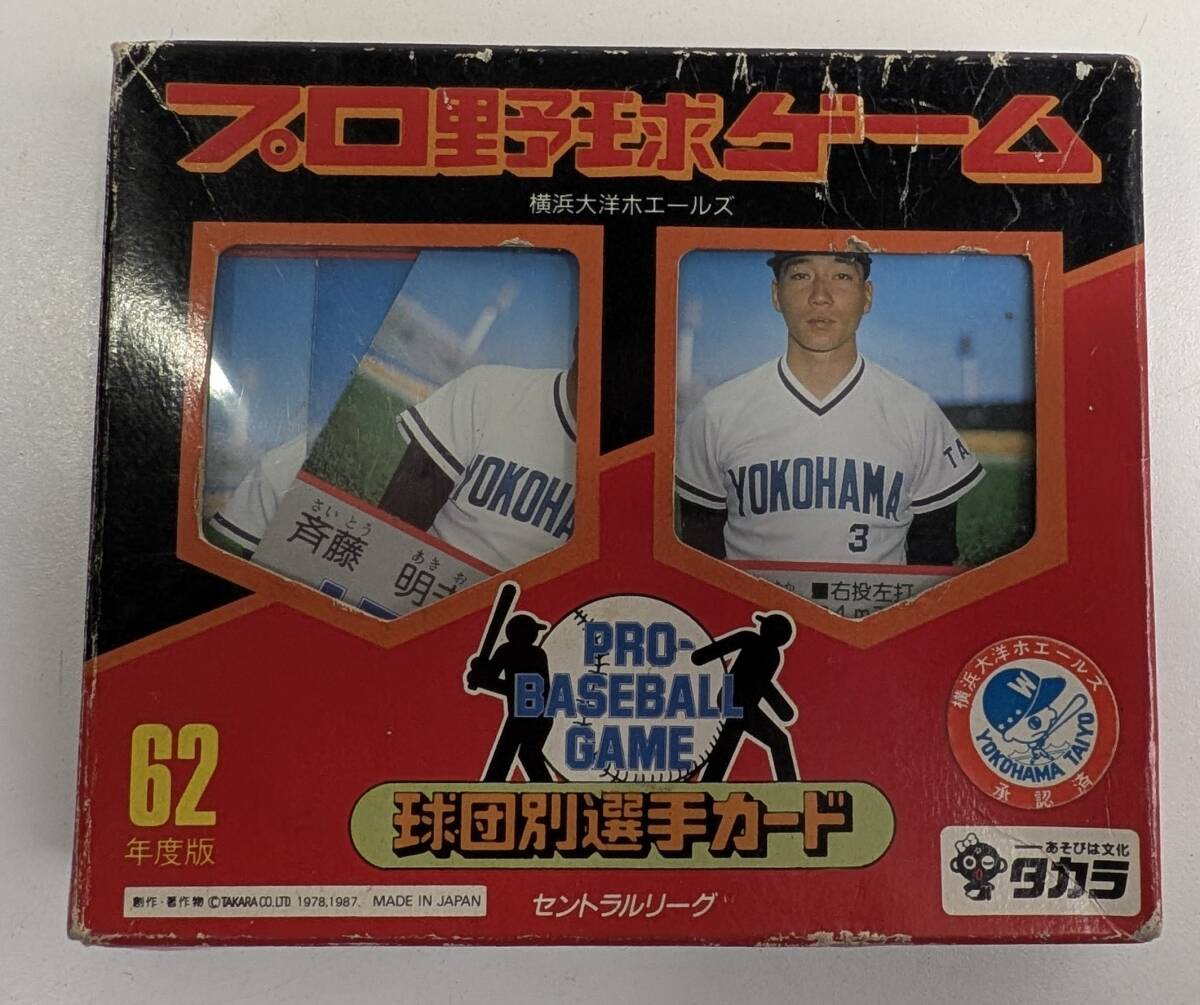 プロ野球ゲーム
横浜大洋ホエールズ
YOKOHAMA
さいとう
斉藤
あき
明
YOKOHAMA
3
TA
■右投左打
PRO-
BASEBALL
GAME
球団別選手カード
セントラルリーグ
62
年度版
創作・著作物 ©TAKARA CO.LTD 1978,1987. MADE IN JAPAN
横浜大洋ホエールズ
W
YOKOHAMA TAIYO
承認済
あそびは文化
タカラ